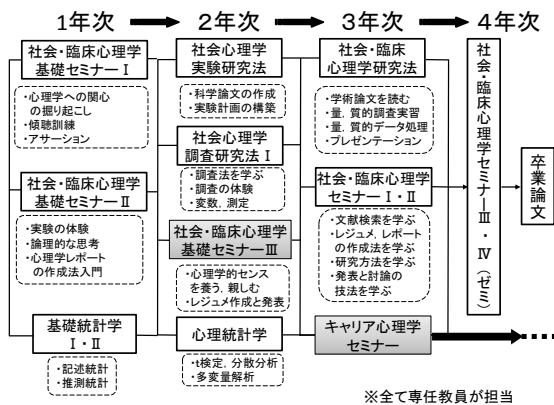 1年次
2年次
3年次
4年次
社会・臨床心理学
基礎セミナーⅠ
・心理学への関心
の掘り起こし
・傾聴訓練
・アサーション
社会・臨床心理学
基礎セミナーⅡ
・実験の体験
・論理的な思考
・心理学レポート
の作成法入門
基礎統計学
Ⅰ・Ⅱ
・記述統計
・推測統計
社会心理学
実験研究法
・科学論文の作成
・実験計画の構築
社会心理学
調査研究法Ⅰ
・調査法を学ぶ
・調査の体験
・変数, 測定
社会・臨床心理学
基礎セミナーⅢ
・心理学的センス
を養う, 親しむ
・レジュメ作成と発表
心理統計学
・t検定, 分散分析
・多変量解析
社会・臨床
心理学研究法
・学術論文を読む
・量, 質的調査実習
・量, 質的データ処理
・プレゼンテーション
社会・臨床心理学
セミナーⅠ・Ⅱ
・文献検索を学ぶ
・レジュメ, レポート
の作成法を学ぶ
・研究方法を学ぶ
・発表と討論の
技法を学ぶ
キャリア心理学
セミナー
社会・臨床心理学セミナーⅢ・Ⅳ(ゼミ)
卒業論文
※全て専任教員が担当